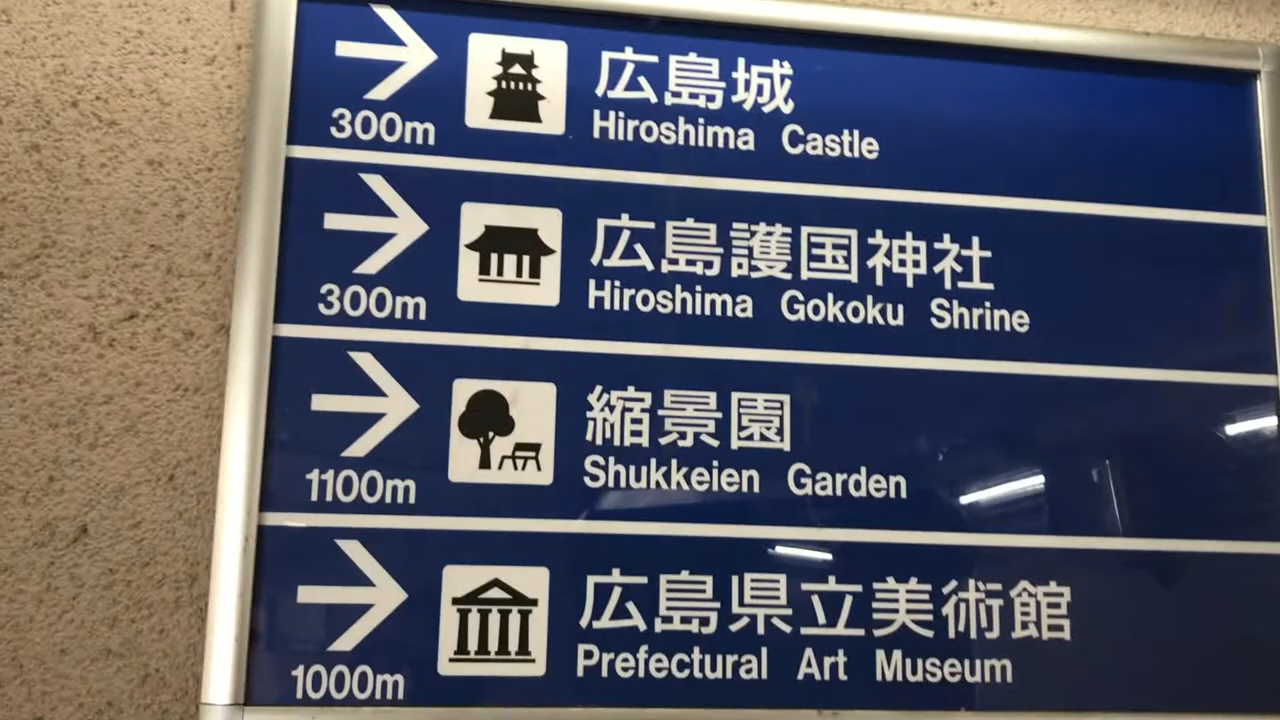 300m
広島城
Hiroshima Castle
300m
広島護国神社
Hiroshima Gokoku Shrine
1100m
縮景園
Shukkeien Garden
1000m
広島県立美術館
Prefectural Art Museum